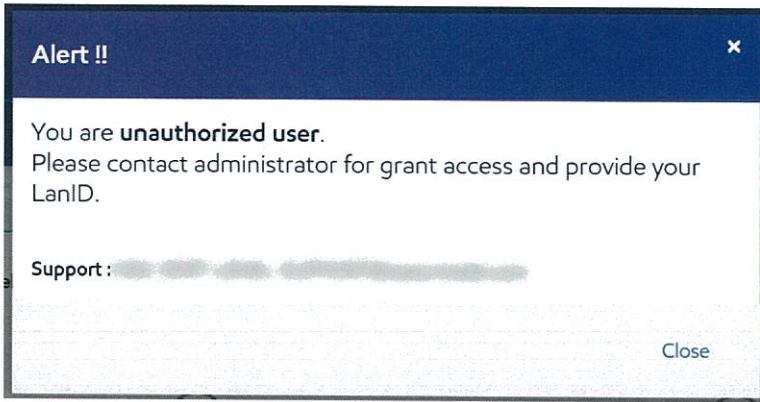 Alert !!
×
You are unauthorized user.
Please contact administrator for grant access and provide your
LanID.
Support :
Close